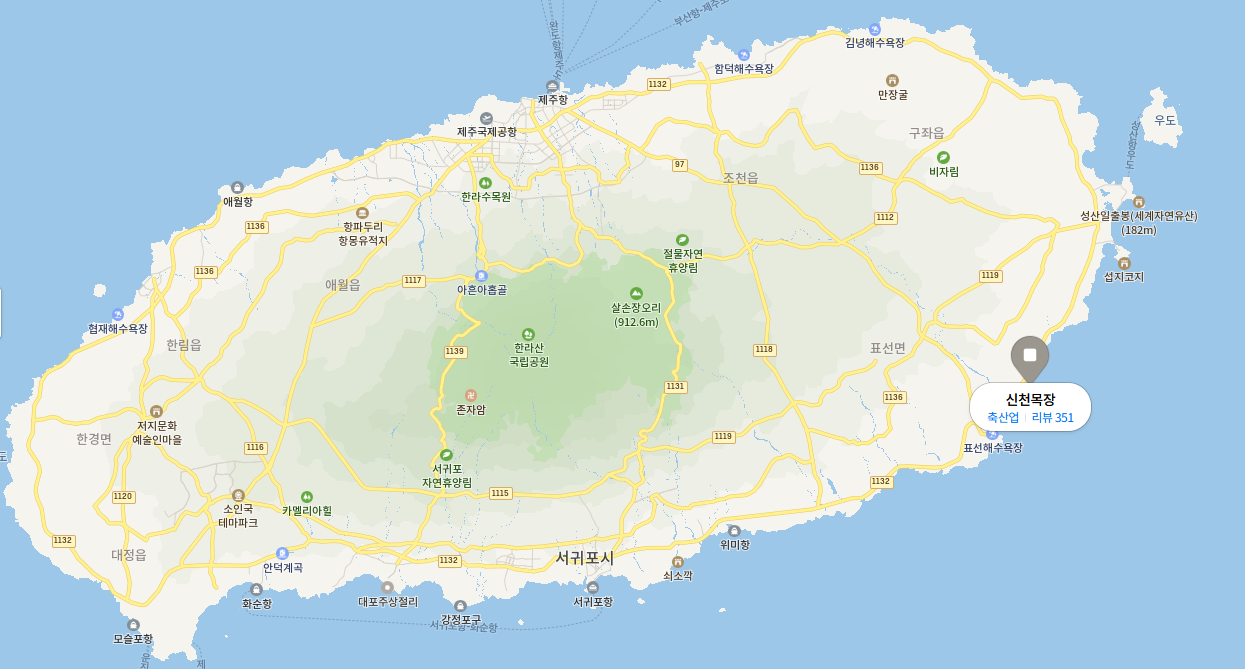 부산항-제주도
완도항제주도
김녕해수욕장
함덕해수욕장
만장굴
1132
제주항
제주국제공항
우도
성산항우도
구좌읍
97
1136
비자림
조천읍
한라수목원
애월항
항파두리
항몽유적지
1136
1112
성산일출봉(세계자연유산)
(182m)
절물자연
휴양림
섭지코지
1136
1117
아흔아홉골
애월읍
1119
살손장오리
(912.6m)
협재해수욕장
한림읍
한라산
국립공원
1139
1118
표선면
1131
존자암
1136
신천목장
축산업
리뷰 351
저지문화
예술인마을
한경면
1116
1119
표선해수욕장
서귀포
자연휴양림
1132
1115
1120
소인국
테마파크
카멜리아힐
위미항
1132
대정읍
안덕계곡
1132
서귀포시
쇠소깍
화순항
대포주상절리
강정포구
서귀포항
서귀포항-화순항
모슬포항
도
제